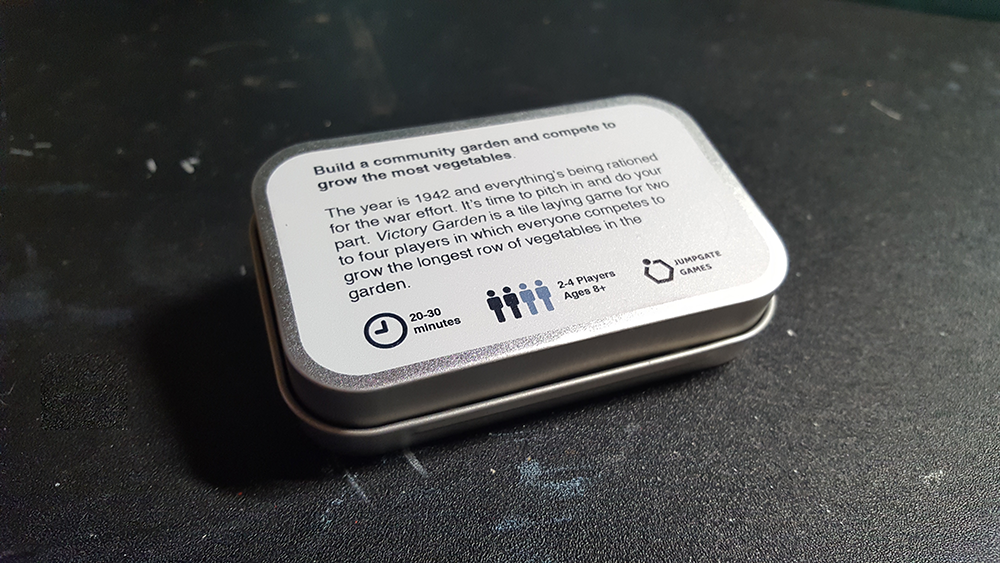 Build a community garden and compete to
grow the most vegetables.
The year is 1942 and everything's being rationed
for the war effort. It's time to pitch in and do your
part. Victory Garden is a tile laying game for two
to four players in which everyone competes to
grow the longest row of vegetables in the
garden.
20-30
minutes
2-4 Players
Ages 8+
JUMPGATE
GAMES